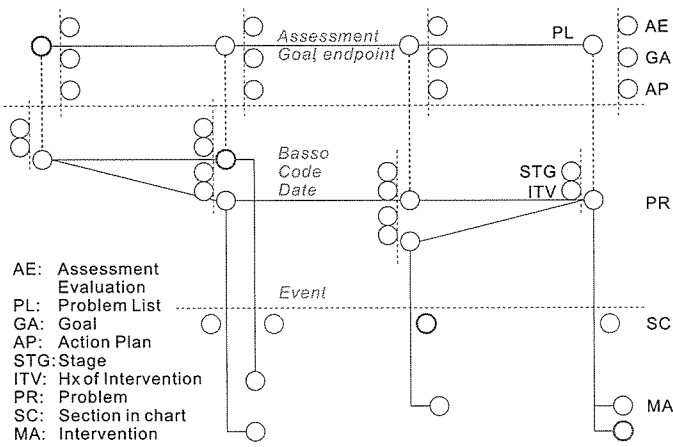 Assessment
Goal endpoint
PL
AE
GA
AP
Basso
Code
Date
STG
ITV
PR
Event
SC
MA
AE: Assessment
Evaluation
PL: Problem List
GA: Goal
AP: Action Plan
STG: Stage
ITV: Hx of Intervention
PR: Problem
SC: Section in chart
MA: Intervention